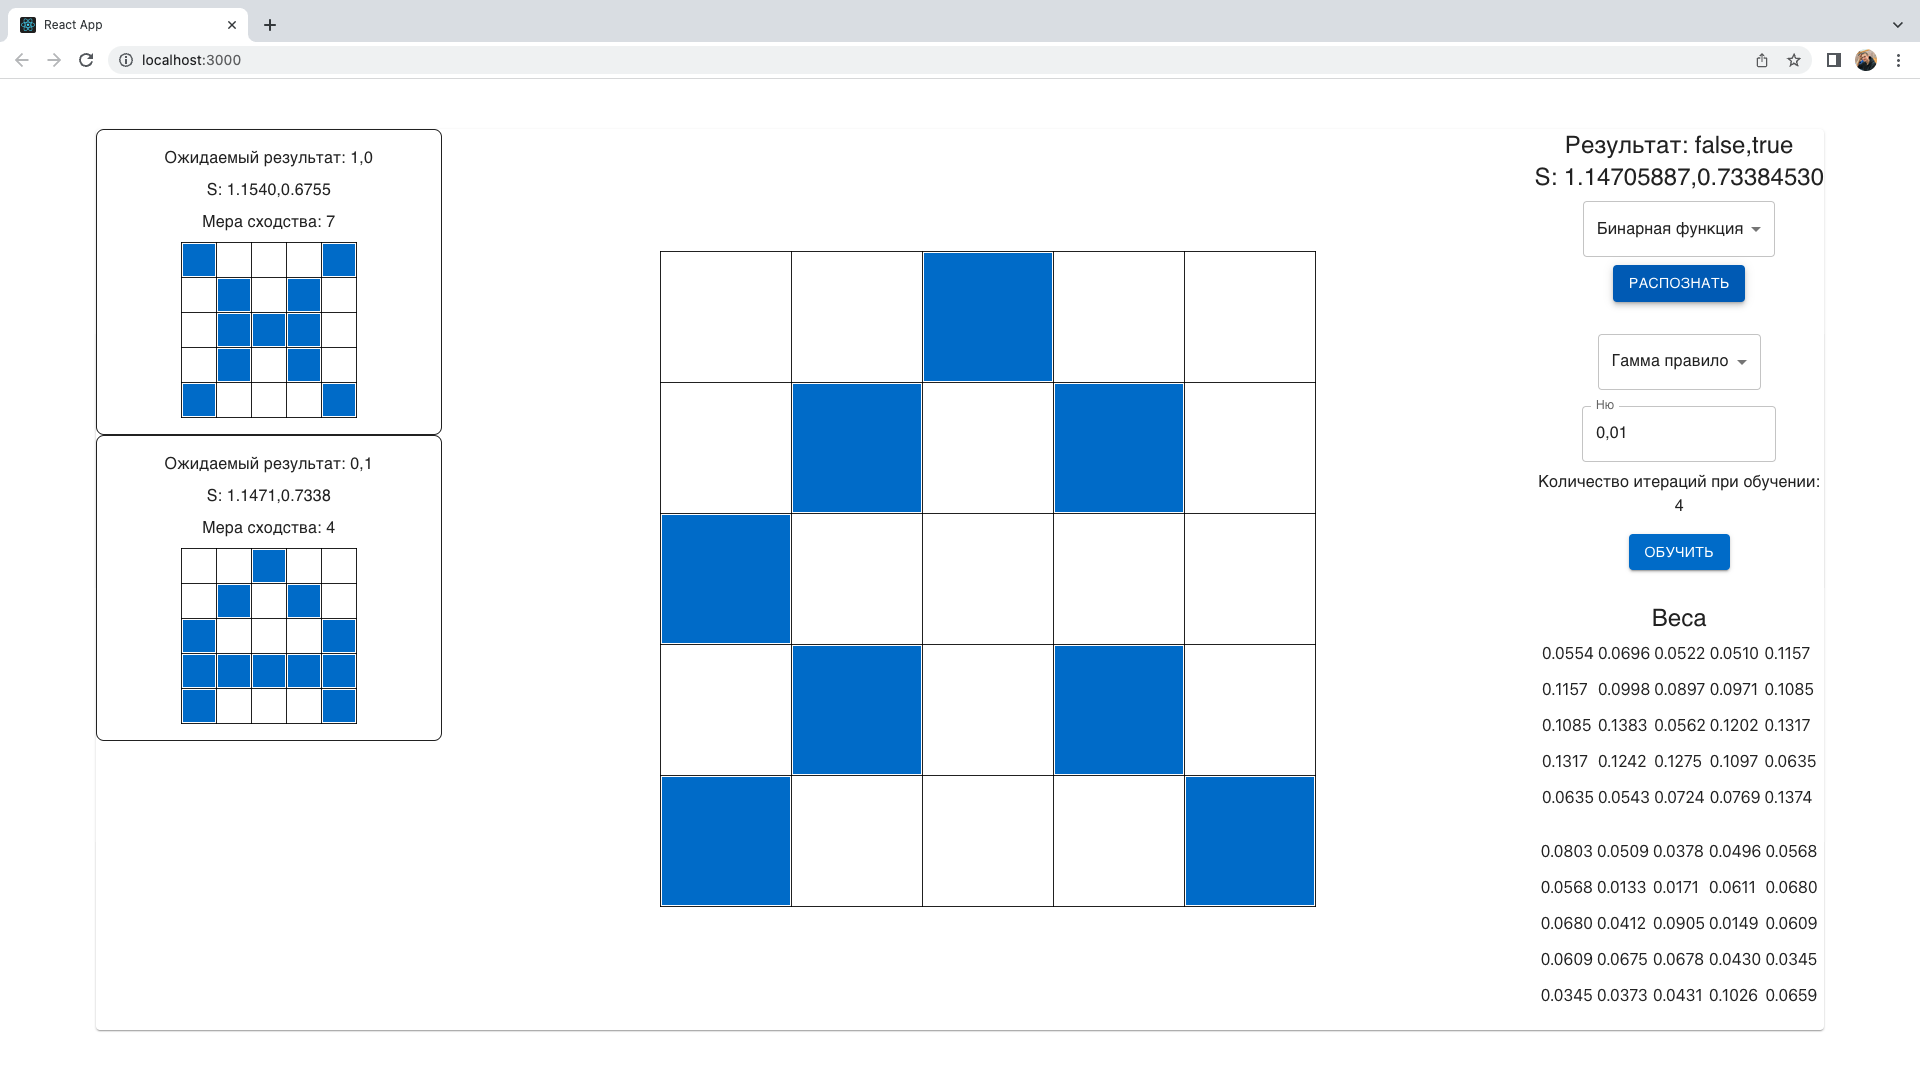 React App
localhost:3000
Ожидаемый результат: 1,0
S: 1.1540,0.6755
Мера сходства: 7
Ожидаемый результат: 0,1
S: 1.1471,0.7338
Мера сходства: 4
Результат: false,true
S: 1.14705887,0.73384530
Бинарная функция
РАСПОЗНАТЬ
Гамма правило
Ню
0,01
Количество итераций при обучении:
4
ОБУЧИТЬ
Веса
0.0554 0.0696 0.0522 0.0510 0.1157
0.1157 0.0998 0.0897 0.0971 0.1085
0.1085 0.1383 0.0562 0.1202 0.1317
0.1317 0.1242 0.1275 0.1097 0.0635
0.0635 0.0543 0.0724 0.0769 0.1374
0.0803 0.0509 0.0378 0.0496 0.0568
0.0568 0.0133 0.0171 0.0611 0.0680
0.0680 0.0412 0.0905 0.0149 0.0609
0.0609 0.0675 0.0678 0.0430 0.0345
0.0345 0.0373 0.0431 0.1026 0.0659